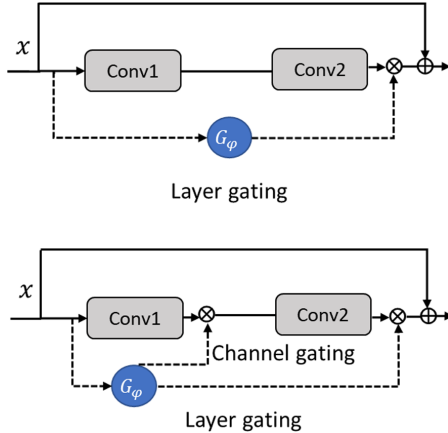 x
Conv1
Conv2
Gφ
Layer gating
x
Conv1
Conv2
Channel gating
Gφ
Layer gating